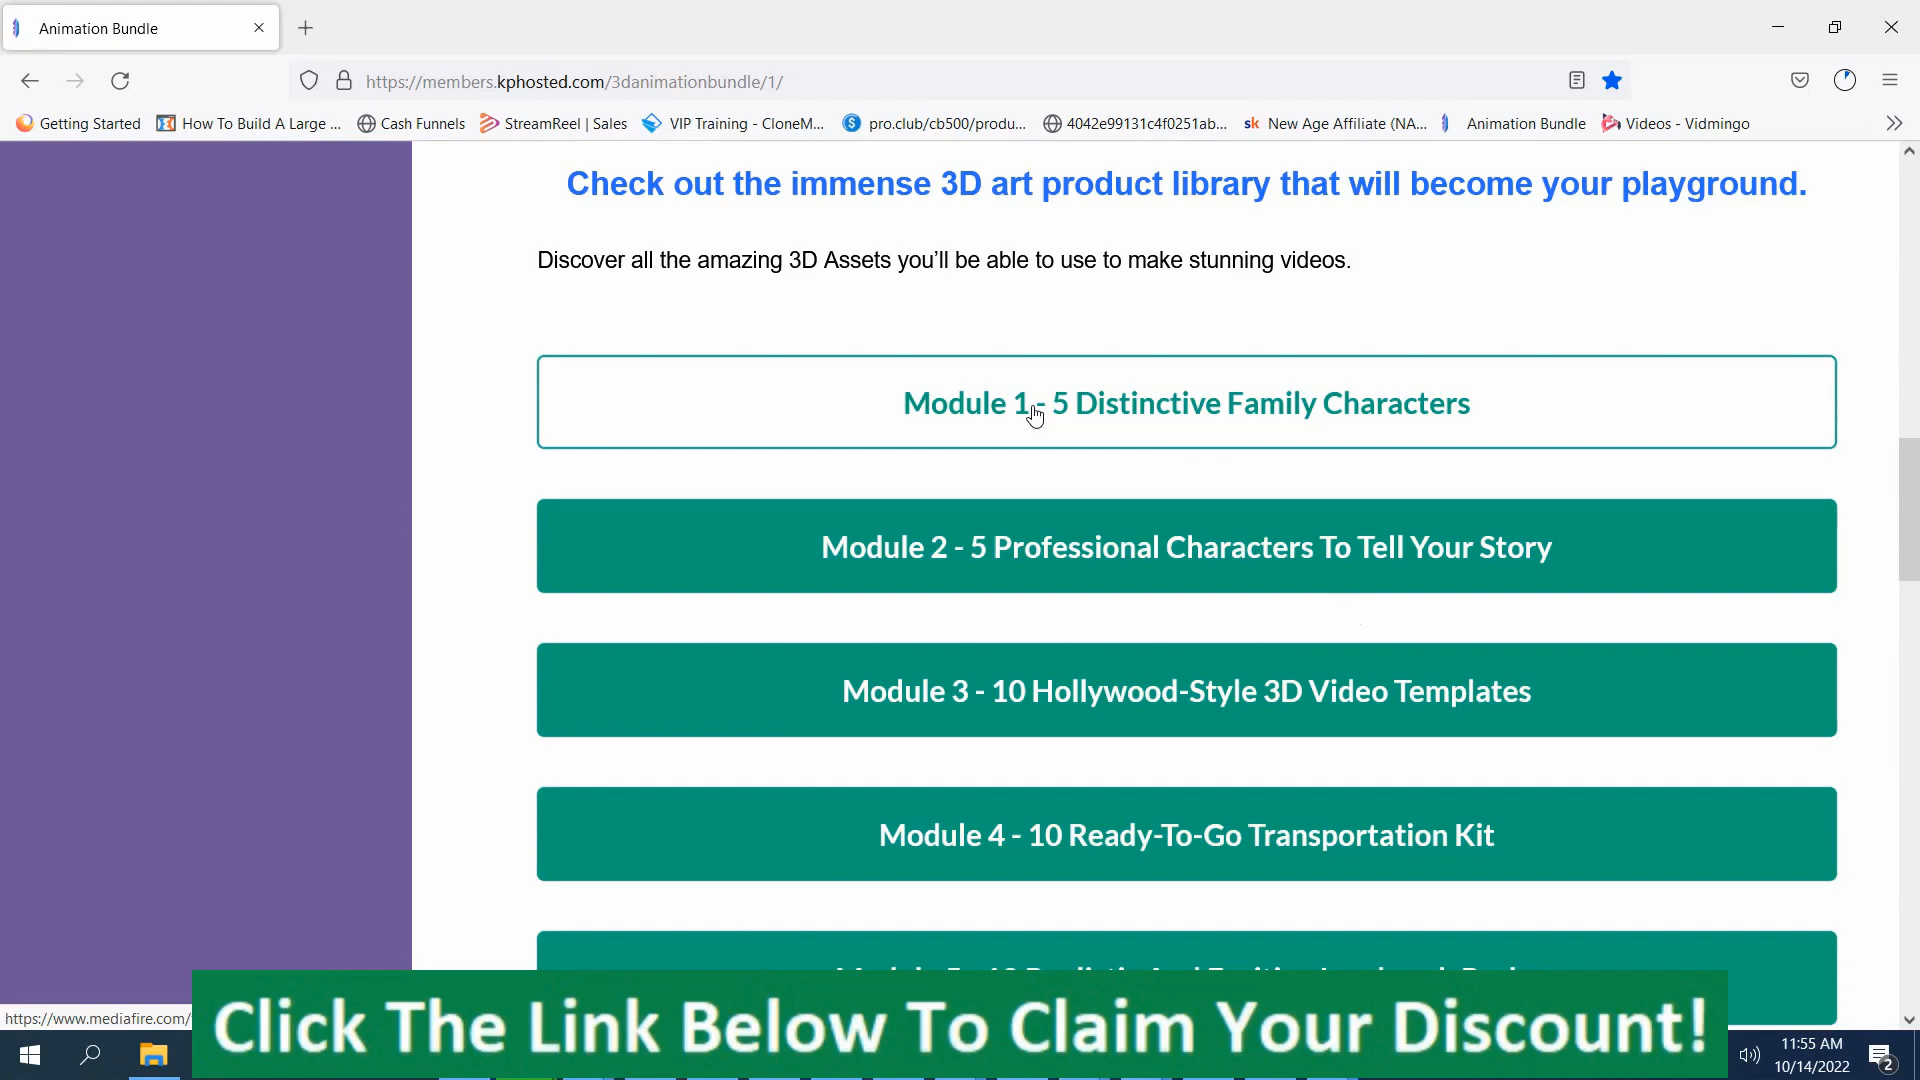 Animation Bundle
https://members.kphosted.com/3danimationbundle/1/
Getting Started How To Build A Large ... Cash Funnels StreamReel | Sales VIP Training - CloneM... pro.club/cb500/produ... 4042e99131c4f0251ab... sk New Age Affiliate (NA... Animation Bundle Videos - Vidmingo
Check out the immense 3D art product library that will become your playground.
Discover all the amazing 3D Assets you'll be able to use to make stunning videos.
Module 1 - 5 Distinctive Family Characters
Module 2 - 5 Professional Characters To Tell Your Story
Module 3 - 10 Hollywood-Style 3D Video Templates
Module 4 - 10 Ready-To-Go Transportation Kit
https://www.mediafire.com/
Click The Link Below To Claim Your Discount!
11:55 AM
10/14/2022
2